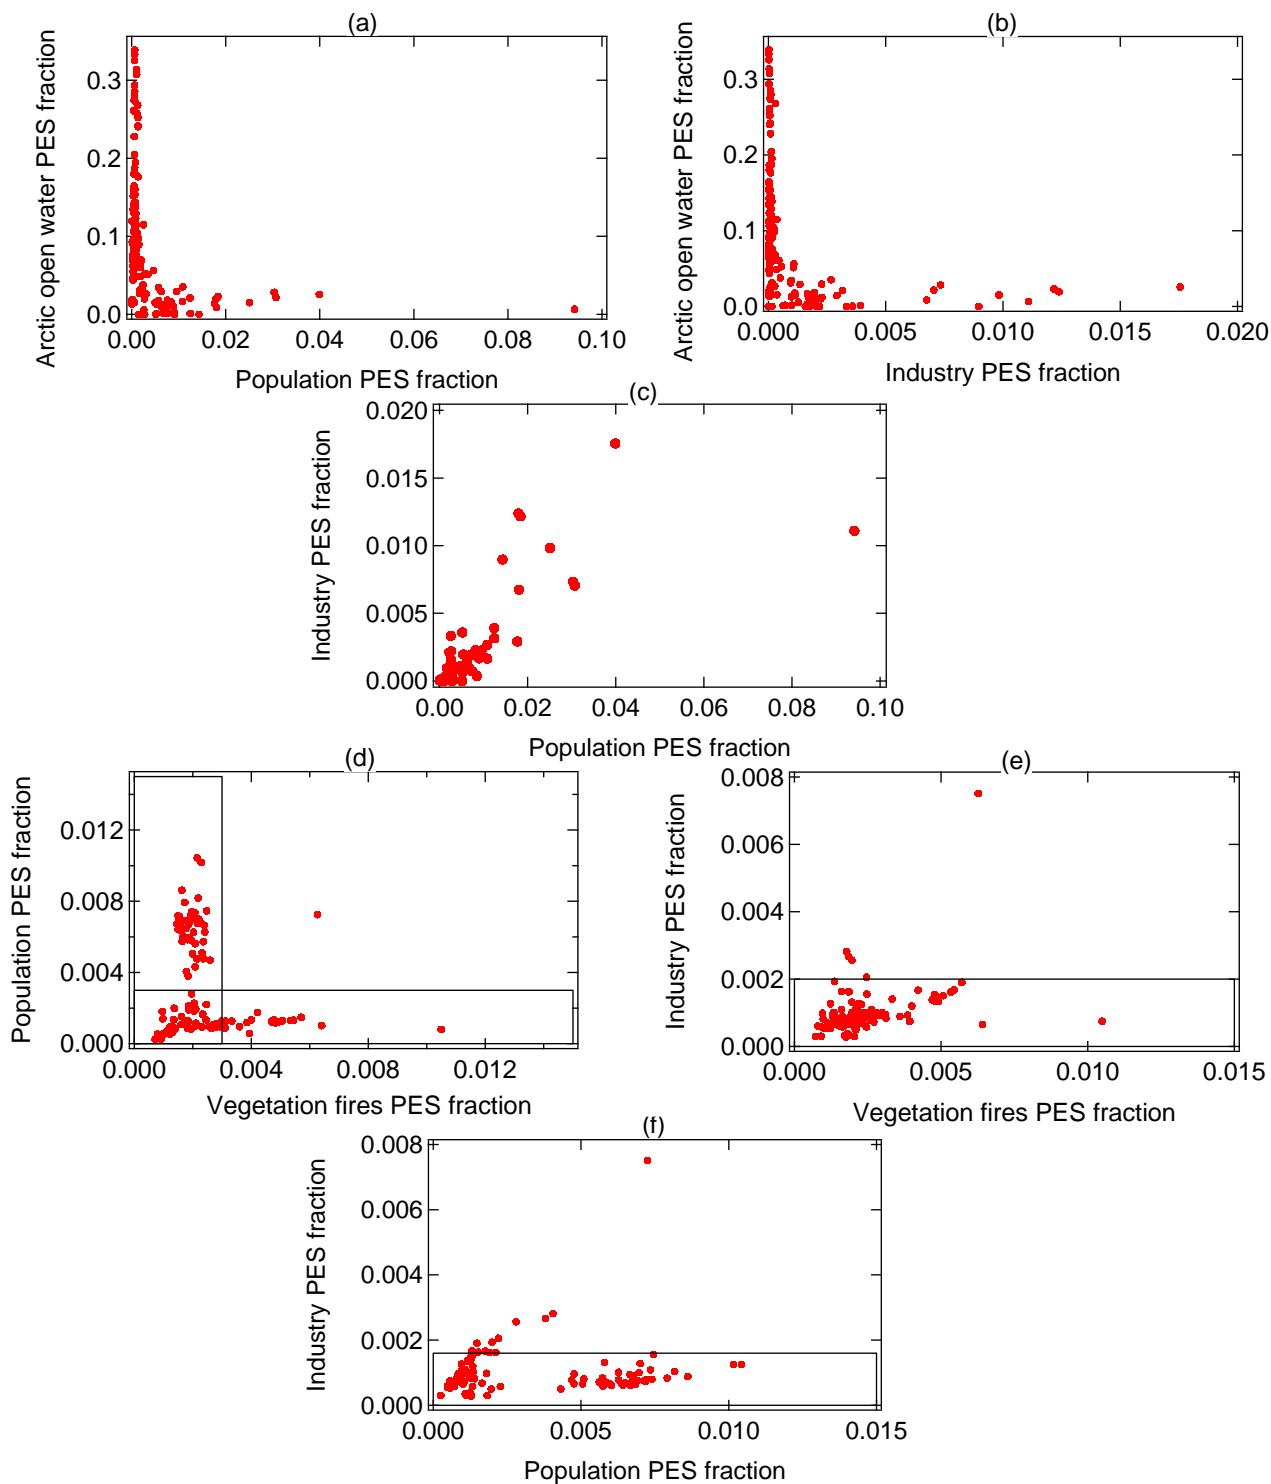 (a)
Arctic open water PES fraction
0.3
0.2
0.1
0.0
0.00 0.02 0.04 0.06 0.08 0.10
Population PES fraction
(b)
Arctic open water PES fraction
0.3
0.2
0.1
0.0
0.000 0.005 0.010 0.015 0.020
Industry PES fraction
(c)
Industry PES fraction
0.020
0.015
0.010
0.005
0.000
0.00 0.02 0.04 0.06 0.08 0.10
Population PES fraction
(d)
Population PES fraction
0.012
0.008
0.004
0.000
0.000 0.004 0.008 0.012
Vegetation fires PES fraction
(e)
Industry PES fraction
0.008
0.006
0.004
0.002
0.000
0.000 0.005 0.010 0.015
Vegetation fires PES fraction
(f)
Industry PES fraction
0.008
0.006
0.004
0.002
0.000
0.000 0.005 0.010 0.015
Population PES fraction